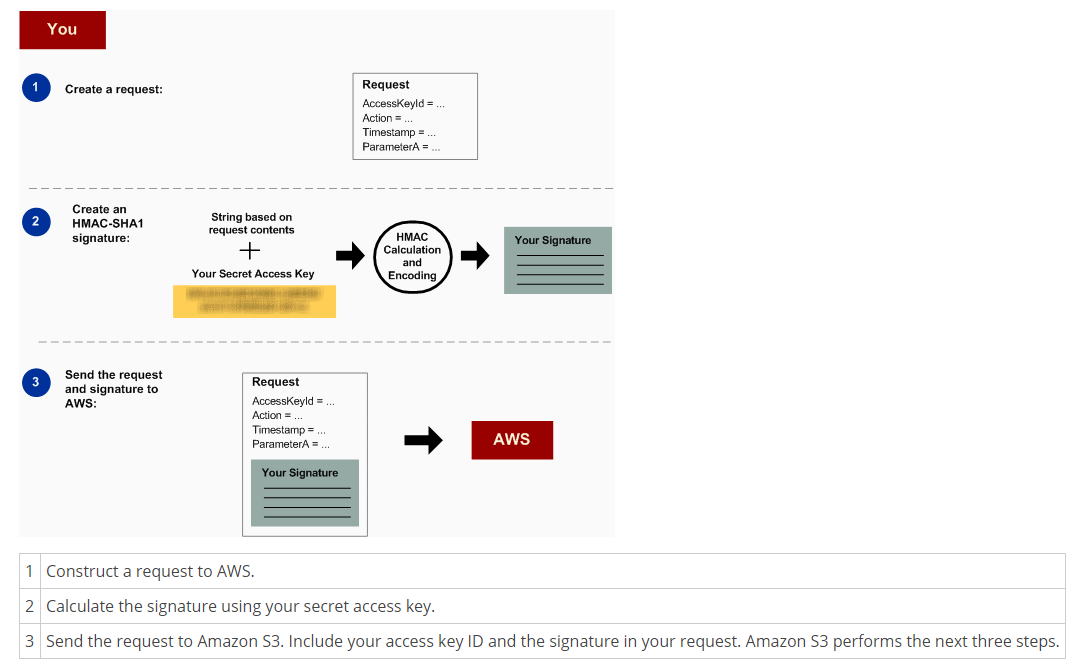 You
1
Create a request:
Request
AccessKeyId = ...
Action = ...
Timestamp = ...
ParameterA = ...
2
Create an
HMAC-SHA1
signature:
String based on
request contents
+
Your Secret Access Key
HMAC
Calculation
and
Encoding
Your Signature
3
Send the request
and signature to
AWS:
Request
AccessKeyId = ...
Action = ...
Timestamp = ...
ParameterA = ...
Your Signature
AWS
1 Construct a request to AWS.
2 Calculate the signature using your secret access key.
3 Send the request to Amazon S3. Include your access key ID and the signature in your request. Amazon S3 performs the next three steps.